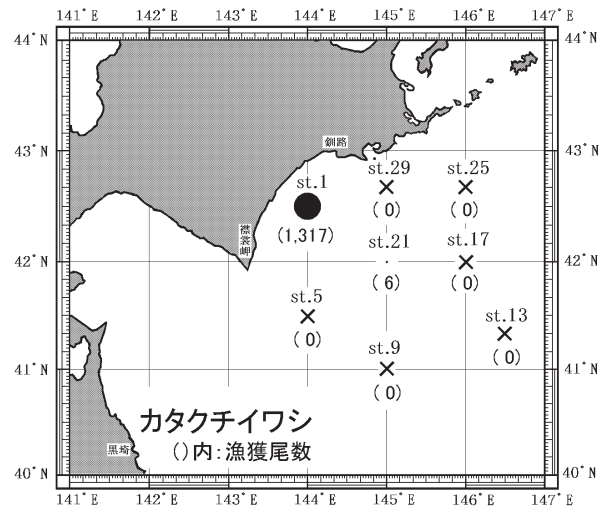 141°E 142°E 143°E 144°E 145°E 146°E 147°E
44°N 44°N
釧路
43°N 43°N
st.29 st.25
st.1
(0) (0)
(1,317)
襟裳岬
st.21 st.17
42°N 42°N
(6) (0)
st.5
st.13
(0)
(0)
st.9
41°N 41°N
(0)
カタクチイワシ
黒埼
()内:漁獲尾数
40°N 40°N
141°E 142°E 143°E 144°E 145°E 146°E 147°E